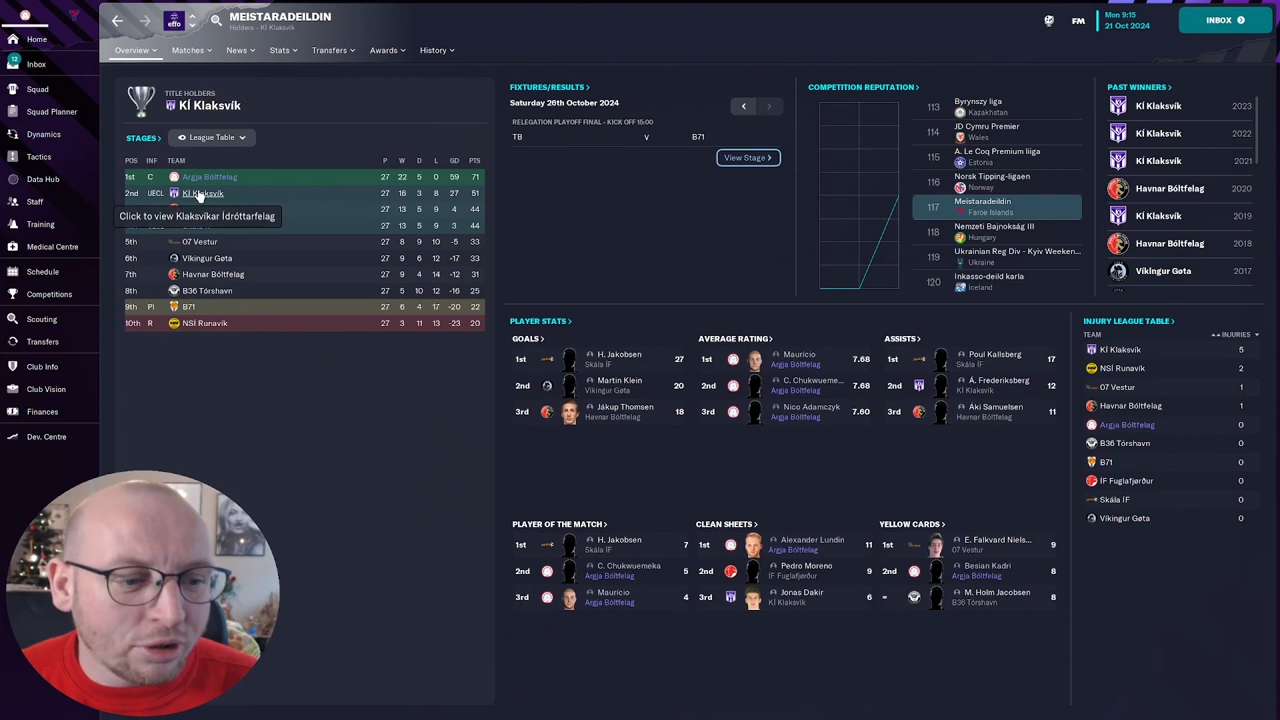 MEISTARADEILDIN
Holders - KÍ Klaksvík
effo
FM
Mon 9:15
21 Oct 2024
INBOX
Overview
Matches
News
Stats
Transfers
Awards
History
Home
12
Inbox
Squad
Squad Planner
Dynamics
Tactics
Data Hub
Staff
Training
Medical Centre
Schedule
Competitions
Scouting
Transfers
Club Info
Club Vision
Finances
Dev. Centre
TITLE HOLDERS
KÍ Klaksvík
STAGES
League Table
POS INF TEAM P W D L GD PTS
1st C Argja Bóltfelag 27 22 5 0 59 71
2nd UECL KÍ Klaksvík 27 16 3 8 27 51
27 13 5 9 4 44
27 13 5 9 3 44
Click to view Klaksvíkar Ítróttarfelag
5th 07 Vestur 27 8 9 10 -5 33
6th Víkingur Gøta 27 9 6 12 -17 33
7th Havnar Bóltfelag 27 9 4 14 -12 31
8th B36 Tórshavn 27 5 10 12 -16 25
9th Pl B71 27 6 4 17 -20 22
10th R NSÍ Runavík 27 3 11 13 -23 20
FIXTURES/RESULTS
Saturday 26th October 2024
RELEGATION PLAYOFF FINAL - KICK OFF 15:00
TB v B71
View Stage
COMPETITION REPUTATION
113 Byrynszy liga
Kazakhstan
114 JD Cymru Premier
Wales
115 A. Le Coq Premium liiga
Estonia
116 Norsk Tipping-ligaen
Norway
117 Meistaradeildin
Faroe Islands
118 Nemzeti Bajnokság III
Hungary
119 Ukrainian Reg Div - Kyiv Weeken...
Ukraine
120 Inkasso-deild karla
Iceland
PAST WINNERS
KÍ Klaksvík 2023
KÍ Klaksvík 2022
KÍ Klaksvík 2021
Havnar Bóltfelag 2020
KÍ Klaksvík 2019
Havnar Bóltfelag 2018
Víkingur Gøta 2017
PLAYER STATS
GOALS
1st H. Jakobsen 27
Skála ÍF
2nd Martin Klein 20
Víkingur Gøta
3rd Jákup Thomsen 18
Havnar Bóltfelag
AVERAGE RATING
1st Maurício 7.68
Argja Bóltfelag
2nd C. Chukwueme... 7.68
Argja Bóltfelag
3rd Nico Adamczyk 7.60
Argja Bóltfelag
ASSISTS
1st Poul Kallsberg 17
Skála ÍF
2nd Á. Frederiksberg 12
KÍ Klaksvík
3rd Áki Samuelsen 11
Havnar Bóltfelag
PLAYER OF THE MATCH
1st H. Jakobsen 7
Skála ÍF
2nd C. Chukwuemeka 5
Argja Bóltfelag
3rd Maurício 4
Argja Bóltfelag
CLEAN SHEETS
1st Alexander Lundin 11
Argja Bóltfelag
2nd Pedro Moreno 9
ÍF Fuglafjørður
3rd Jonas Dakir 6
KÍ Klaksvík
YELLOW CARDS
1st E. Falkvard Niels... 9
07 Vestur
2nd Besian Kadri 8
Argja Bóltfelag
= M. Holm Jacobsen 8
B36 Tórshavn
INJURY LEAGUE TABLE
TEAM INJURIES
KÍ Klaksvík 5
NSÍ Runavík 2
07 Vestur 1
Havnar Bóltfelag 1
Argja Bóltfelag 0
B36 Tórshavn 0
B71 0
ÍF Fuglafjørður 0
Skála ÍF 0
Víkingur Gøta 0